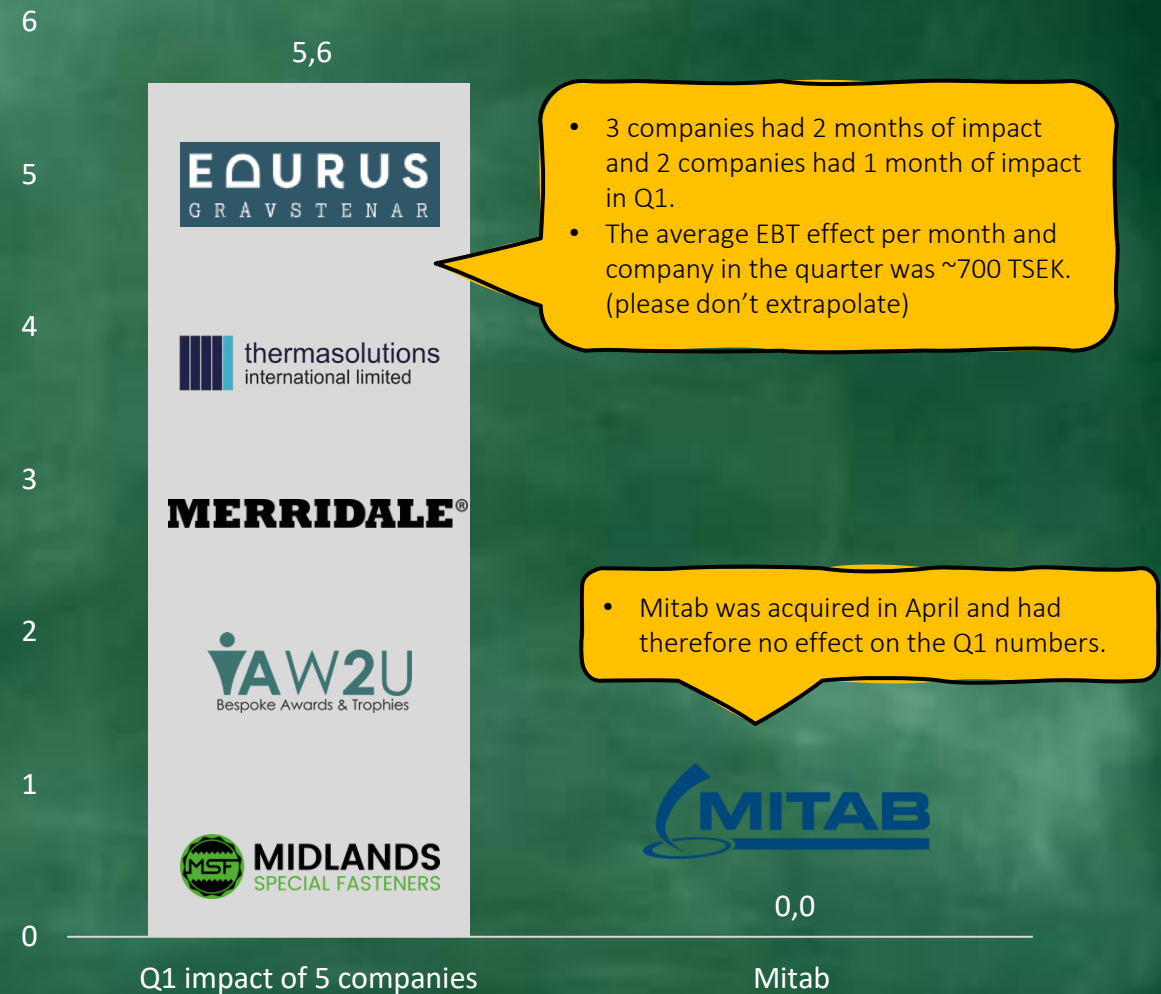 6
5,6
5
4
3
2
1
0
EQURUS
GRAVSTENAR
thermasolutions
international limited
MERRIDALE®
AW2U
Bespoke Awards & Trophies
MSF
MIDLANDS
SPECIAL FASTENERS
• 3 companies had 2 months of impact
and 2 companies had 1 month of impact
in Q1.
• The average EBT effect per month and
company in the quarter was ~700 TSEK.
(please don’t extrapolate)
• Mitab was acquired in April and had
therefore no effect on the Q1 numbers.
MITAB
0,0
Q1 impact of 5 companies
Mitab